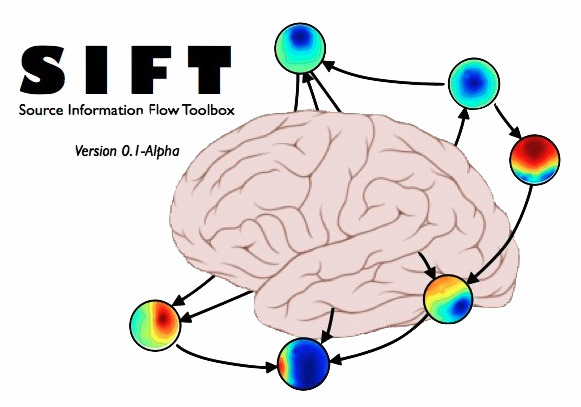 SIFT
Source Information Flow Toolbox
Version 0.1-Alpha